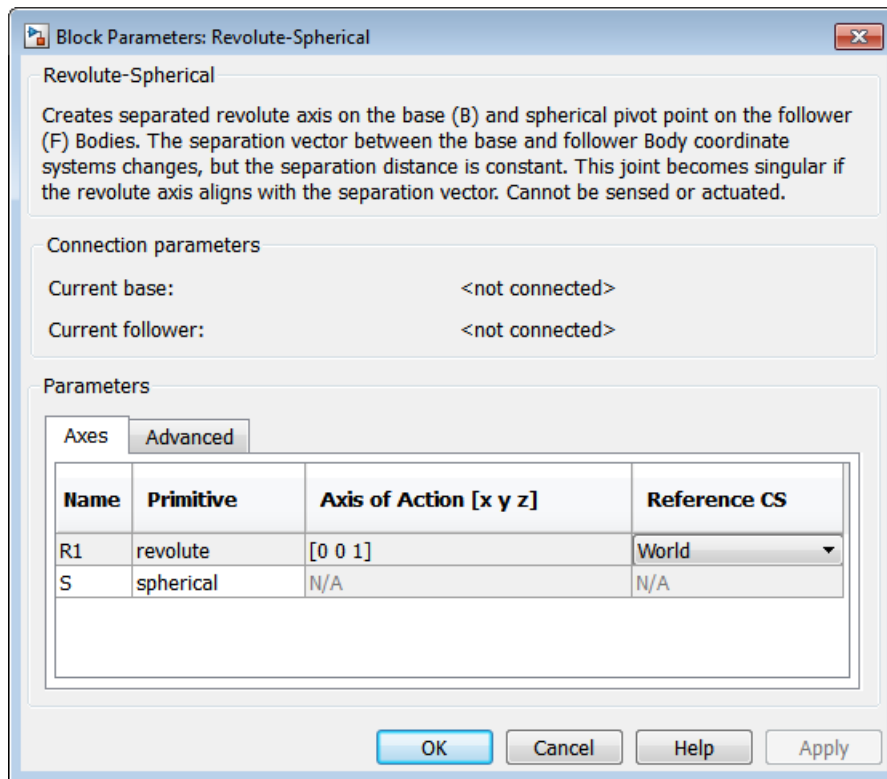 Block Parameters: Revolute-Spherical
Revolute-Spherical
Creates separated revolute axis on the base (B) and spherical pivot point on the follower
(F) Bodies. The separation vector between the base and follower Body coordinate
systems changes, but the separation distance is constant. This joint becomes singular if
the revolute axis aligns with the separation vector. Cannot be sensed or actuated.
Connection parameters
Current base: <not connected>
Current follower: <not connected>
Parameters
Axes Advanced
Name Primitive Axis of Action [x y z] Reference CS
R1 revolute [0 0 1] World
S spherical N/A N/A
OK Cancel Help Apply